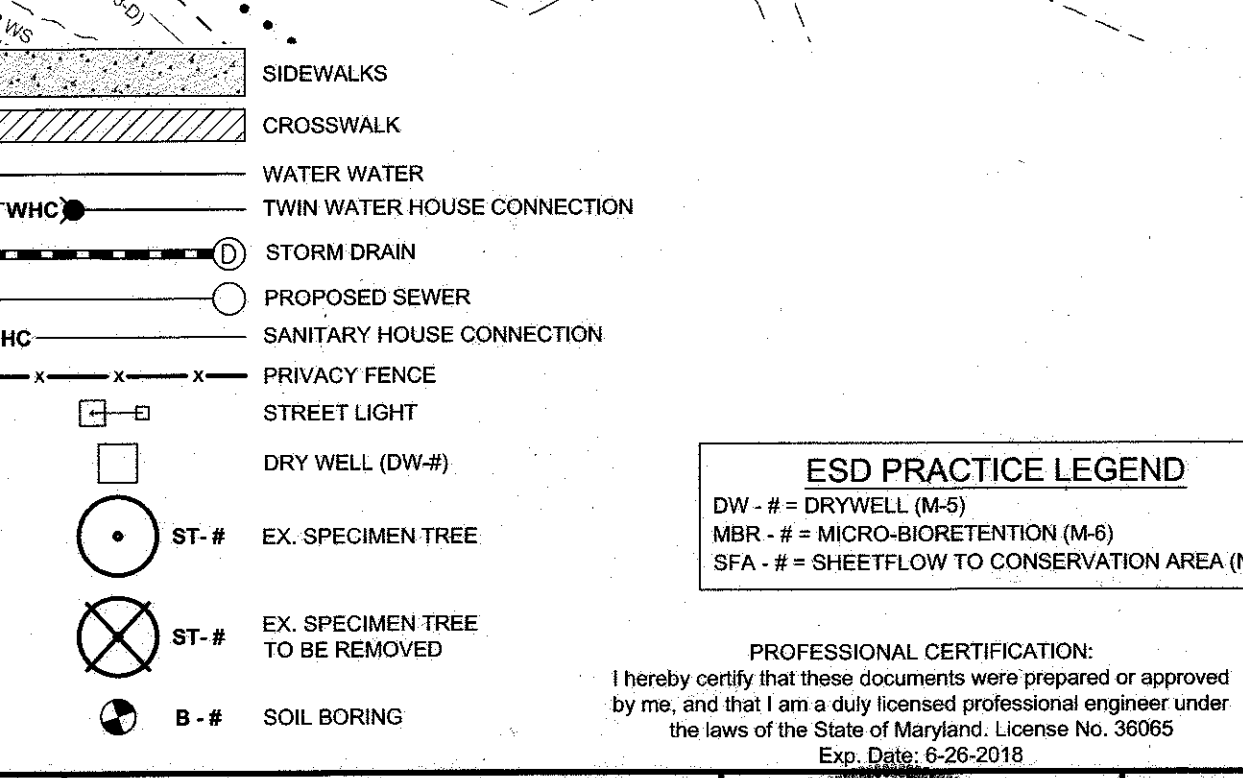 WS
-D)
SIDEWALKS
CROSSWALK
WATER WATER
TWHC TWIN WATER HOUSE CONNECTION
D STORM DRAIN
PROPOSED SEWER
HC SANITARY HOUSE CONNECTION
x x x PRIVACY FENCE
STREET LIGHT
DRY WELL (DW-#)
ST-# EX. SPECIMEN TREE
ST-# EX. SPECIMEN TREE
TO BE REMOVED
B-# SOIL BORING
ESD PRACTICE LEGEND
DW - # = DRYWELL (M-5)
MBR - # = MICRO-BIORETENTION (M-6)
SFA - # = SHEETFLOW TO CONSERVATION AREA (N
PROFESSIONAL CERTIFICATION:
I hereby certify that these documents were prepared or approved
by me, and that I am a duly licensed professional engineer under
the laws of the State of Maryland. License No. 36065
Exp. Date: 6-26-2018